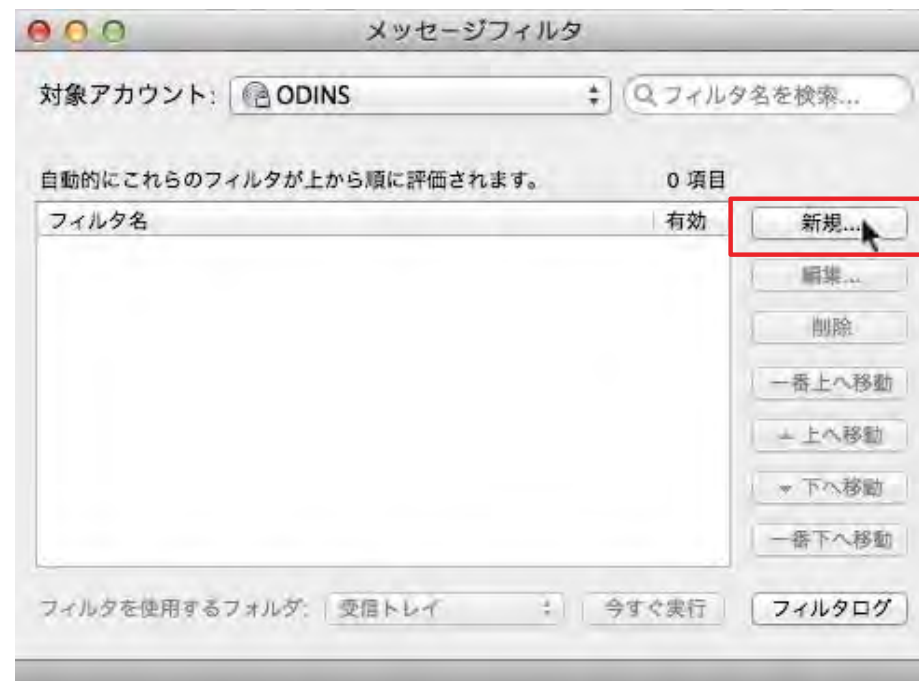 メッセージフィルタ
対象アカウント: ODINS フィルタ名を検索...
自動的にこれらのフィルタが上から順に評価されます。 0 項目
フィルタ名 有効
新規...
編集...
削除
一番上へ移動
上へ移動
下へ移動
一番下へ移動
フィルタを使用するフォルダ: 受信トレイ 今すぐ実行 フィルタログ